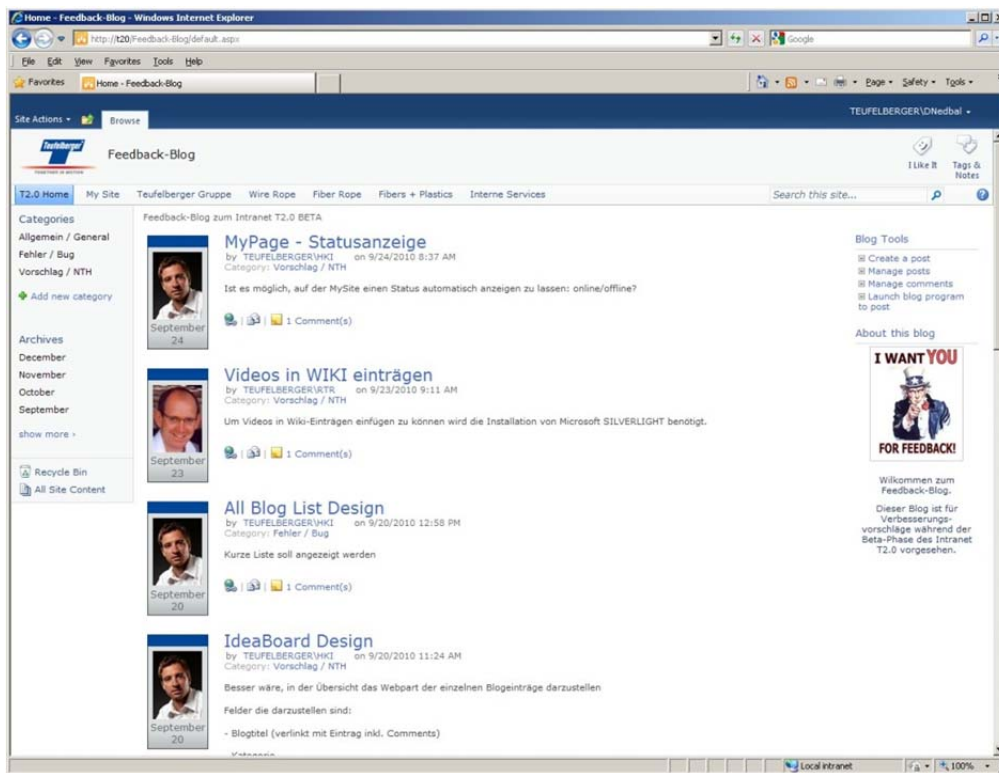 Home - Feedback-Blog - Windows Internet Explorer
http://t20/Feedback-Blog/default.aspx
Google
File Edit View Favorites Tools Help
Favorites Home - Feedback-Blog
Page Safety Tools
Site Actions Browse
TEUFELBERGER\DNedbal
Teufelberger
TOGETHER IN MOTION
Feedback-Blog
I Like It
Tags & Notes
T2.0 Home My Site Teufelberger Gruppe Wire Rope Fiber Rope Fibers + Plastics Interne Services
Search this site...
Categories
Allgemein / General
Fehler / Bug
Vorschlag / NTH
Add new category
Archives
December
November
October
September
show more
Recycle Bin
All Site Content
Feedback-Blog zum Intranet T2.0 BETA
September
24
MyPage - Statusanzeige
by TEUFELBERGER\HKI on 9/24/2010 8:37 AM
Category: Vorschlag / NTH
Ist es möglich, auf der MySite einen Status automatisch anzeigen zu lassen: online/offline?
| | 1 Comment(s)
September
23
Videos in WIKI einträgen
by TEUFELBERGER\RTR on 9/23/2010 9:11 AM
Category: Vorschlag / NTH
Um Videos in Wiki-Einträgen einfügen zu können wird die Installation von Microsoft SILVERLIGHT benötigt.
| | 1 Comment(s)
September
20
All Blog List Design
by TEUFELBERGER\HKI on 9/20/2010 12:58 PM
Category: Fehler / Bug
Kurze Liste soll angezeigt werden
| | 1 Comment(s)
September
20
IdeaBoard Design
by TEUFELBERGER\HKI on 9/20/2010 11:24 AM
Category: Vorschlag / NTH
Besser wäre, in der Übersicht das Webpart der einzelnen Blogeinträge darzustellen
Felder die darzustellen sind:
- Blogtitel (verlinkt mit Eintrag inkl. Comments)
Blog Tools
Create a post
Manage posts
Manage comments
Launch blog program
to post
About this blog
I WANT YOU
FOR FEEDBACK!
Wilkommen zum
Feedback-Blog.
Dieser Blog ist für
Verbesserungs-
vorschläge während der
Beta-Phase des Intranet
T2.0 vorgesehen.
Local intranet
100%